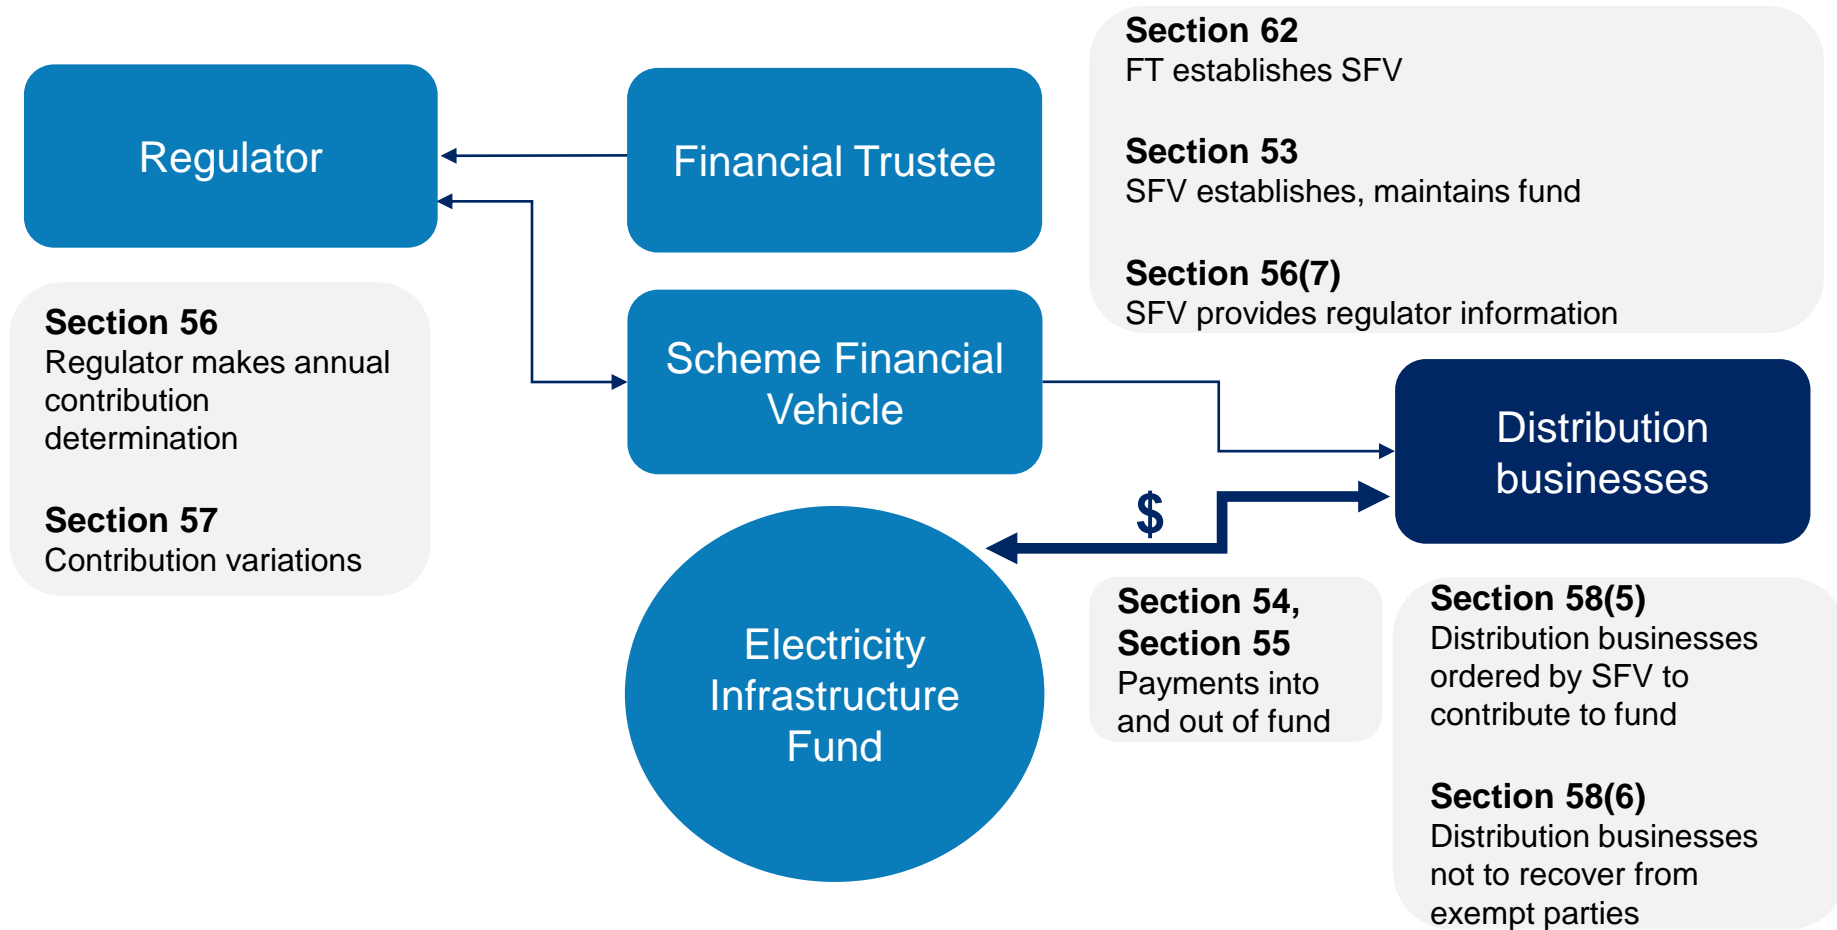 Section 62
FT establishes SFV
Section 53
SFV establishes, maintains fund
Section 56(7)
SFV provides regulator information
Regulator
Financial Trustee
Section 56
Regulator makes annual
contribution
determination
Section 57
Contribution variations
Scheme Financial
Vehicle
Distribution
businesses
$
Electricity
Infrastructure
Fund
Section 54,
Section 55
Payments into
and out of fund
Section 58(5)
Distribution businesses
ordered by SFV to
contribute to fund
Section 58(6)
Distribution businesses
not to recover from
exempt parties